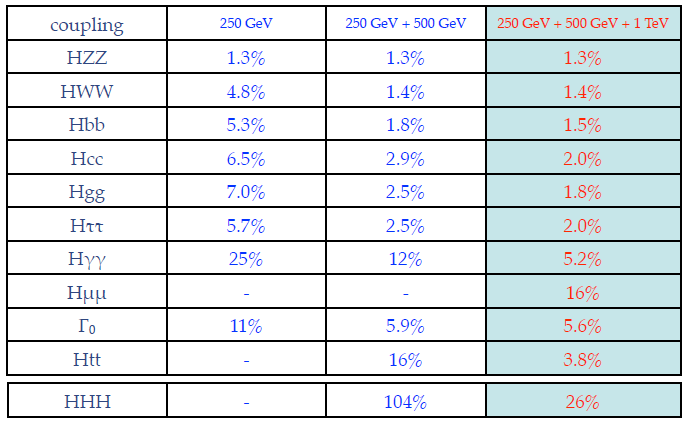 coupling 250 GeV 250 GeV + 500 GeV 250 GeV + 500 GeV + 1 TeV
HZZ 1.3% 1.3% 1.3%
HWW 4.8% 1.4% 1.4%
Hbb 5.3% 1.8% 1.5%
Hcc 6.5% 2.9% 2.0%
Hgg 7.0% 2.5% 1.8%
Hττ 5.7% 2.5% 2.0%
Hγγ 25% 12% 5.2%
Hμμ - - 16%
Γ₀ 11% 5.9% 5.6%
Htt - 16% 3.8%
HHH - 104% 26%